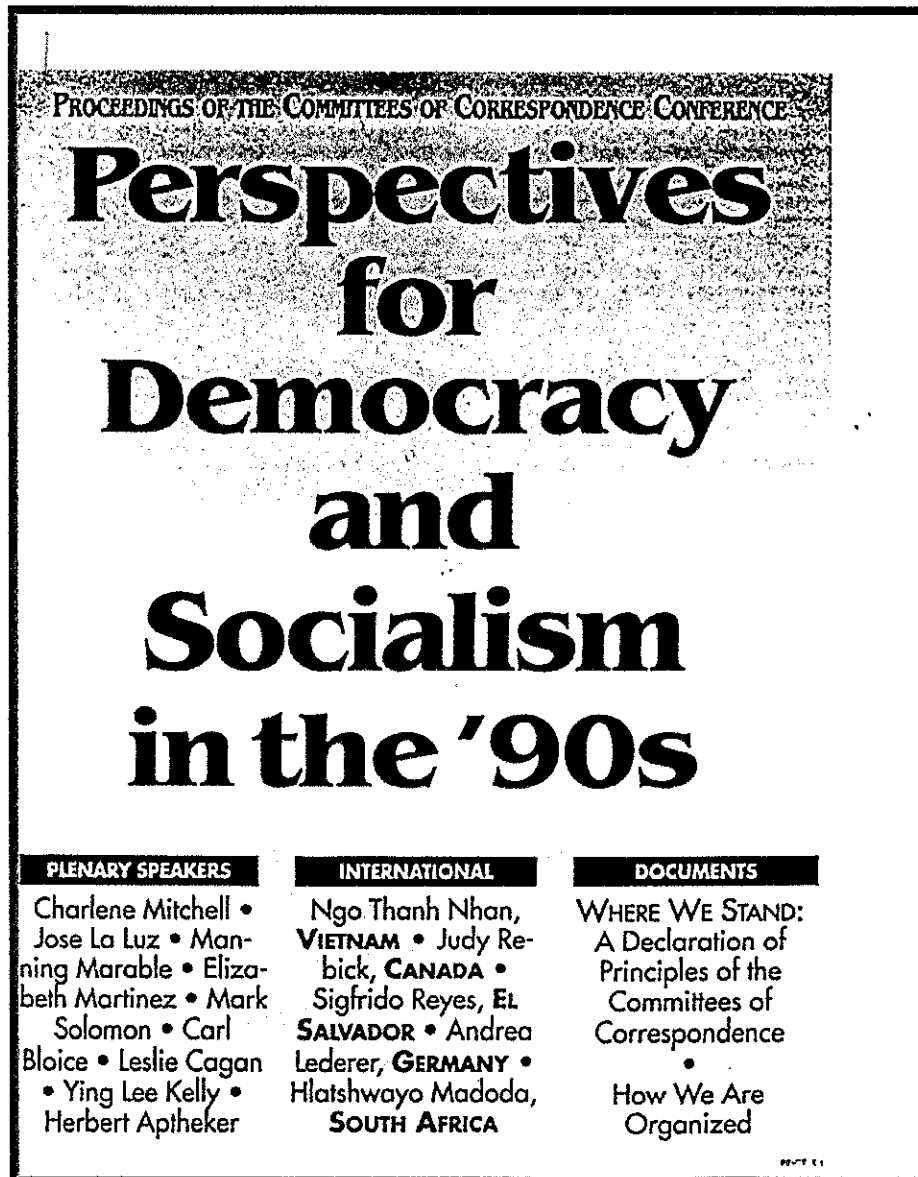 PROCEEDINGS OF THE COMMITTEES OF CORRESPONDENCE CONFERENCE
Perspectives
for
Democracy
and
Socialism
in the '90s
PLENARY SPEAKERS
Charlene Mitchell •
Jose La Luz • Man-
ning Marable • Eliza-
beth Martinez • Mark
Solomon • Carl
Bloice • Leslie Cagan
• Ying Lee Kelly •
Herbert Aptheker
INTERNATIONAL
Ngo Thanh Nhan,
VIETNAM • Judy Re-
bick, CANADA •
Sigfrido Reyes, EL
SALVADOR • Andrea
Lederer, GERMANY •
Hlatshwayo Madoda,
SOUTH AFRICA
DOCUMENTS
WHERE WE STAND:
A Declaration of
Principles of the
Committees of
Correspondence
•
How We Are
Organized